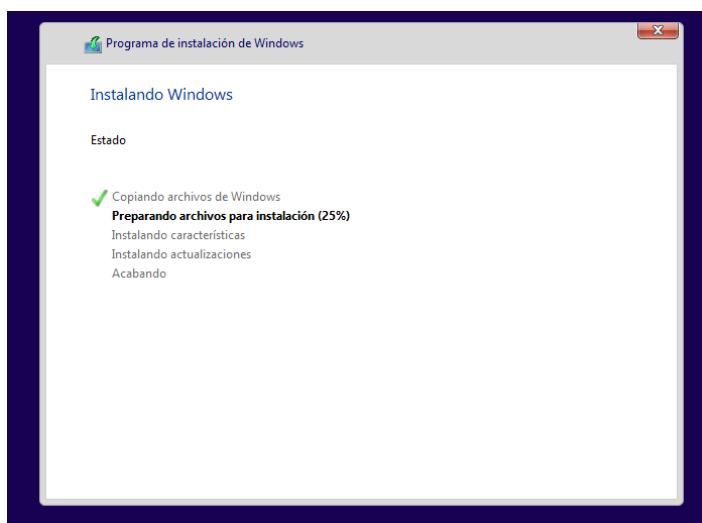 Programa de instalación de Windows
Instalando Windows
Estado
Copiando archivos de Windows
Preparando archivos para instalación (25%)
Instalando características
Instalando actualizaciones
Acabando